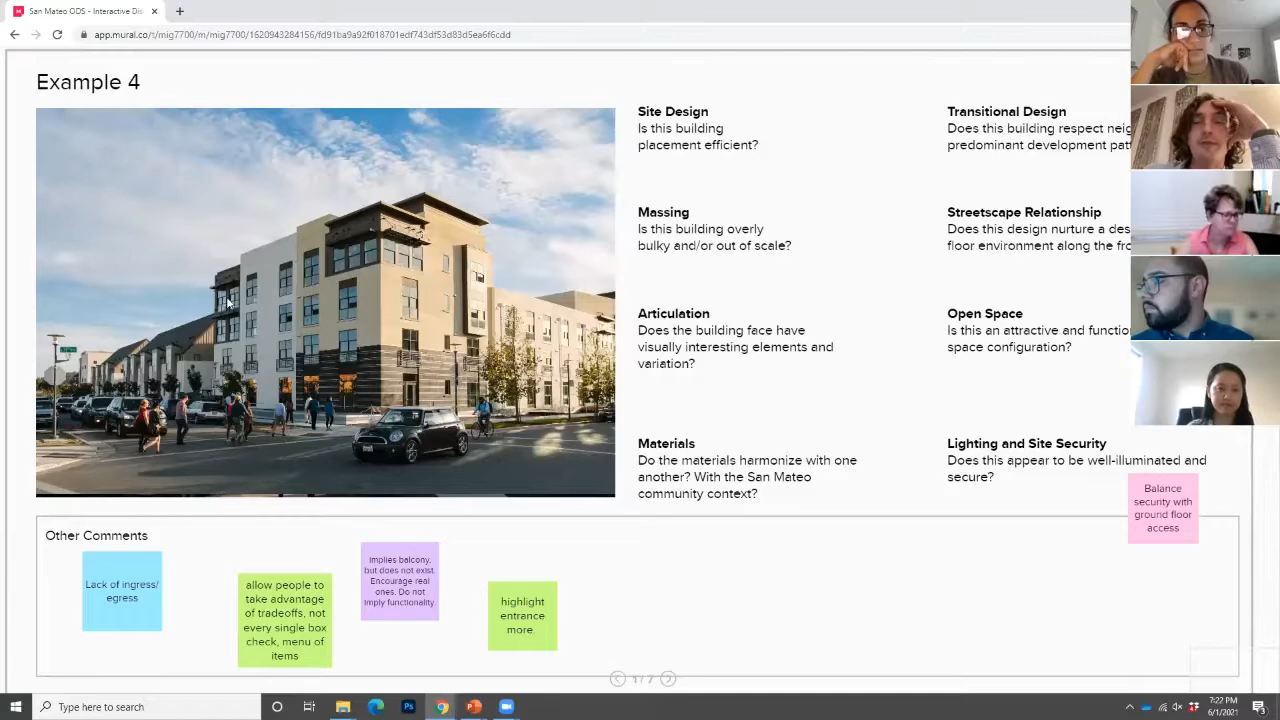 San Mateo ODS - Interactive Dis
app.mural.co/t/mig7700/m/mig7700/1620943284156/fd91ba9a92f018701edf743df53d83d5ea6f6cdd
Example 4
Site Design
Is this building
placement efficient?
Transitional Design
Does this building respect neig
predominant development patt
Massing
Is this building overly
bulky and/or out of scale?
Streetscape Relationship
Does this design nurture a des
floor environment along the fro
Articulation
Does the building face have
visually interesting elements and
variation?
Open Space
Is this an attractive and functio
space configuration?
Materials
Do the materials harmonize with one
another? With the San Mateo
community context?
Lighting and Site Security
Does this appear to be well-illuminated and
secure?
Balance
security with
ground floor
access
Other Comments
Lack of ingress/
egress
allow people to
take advantage
of tradeoffs, not
every single box
check, menu of
items
Implies balcony,
but does not exist.
Encourage real
ones. Do not
imply functionality.
highlight
entrance
more.
Type here to search
7:22 PM
6/1/2021